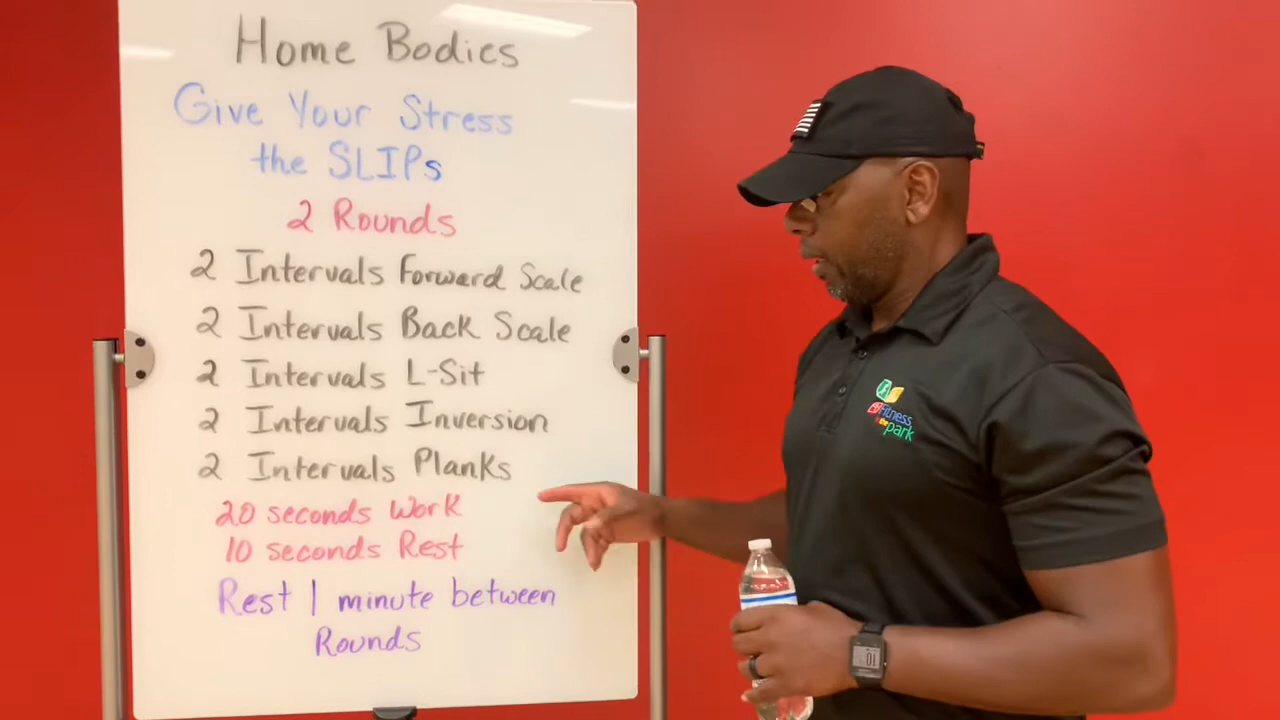 Home Bodies
Give Your Stress
the SLIPs
2 Rounds
2 Intervals Forward Scale
2 Intervals Back Scale
2 Intervals L-Sit
2 Intervals Inversion
2 Intervals Planks
20 seconds Work
10 seconds Rest
Rest 1 minute between
Rounds
Fitness
park